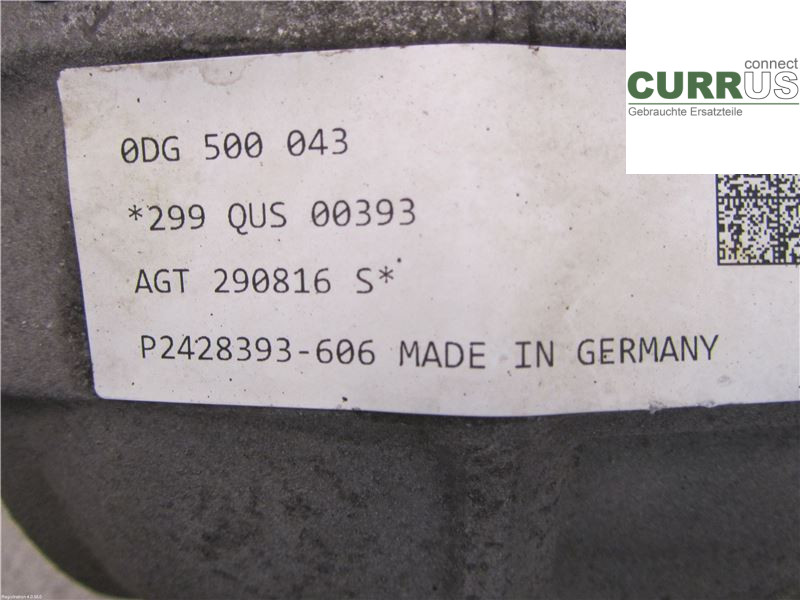 connect
CURRUS
Gebrauchte Ersatzteile
0DG 500 043
*299 QUS 00393
AGT 290816 S*
P2428393-606 MADE IN GERMANY